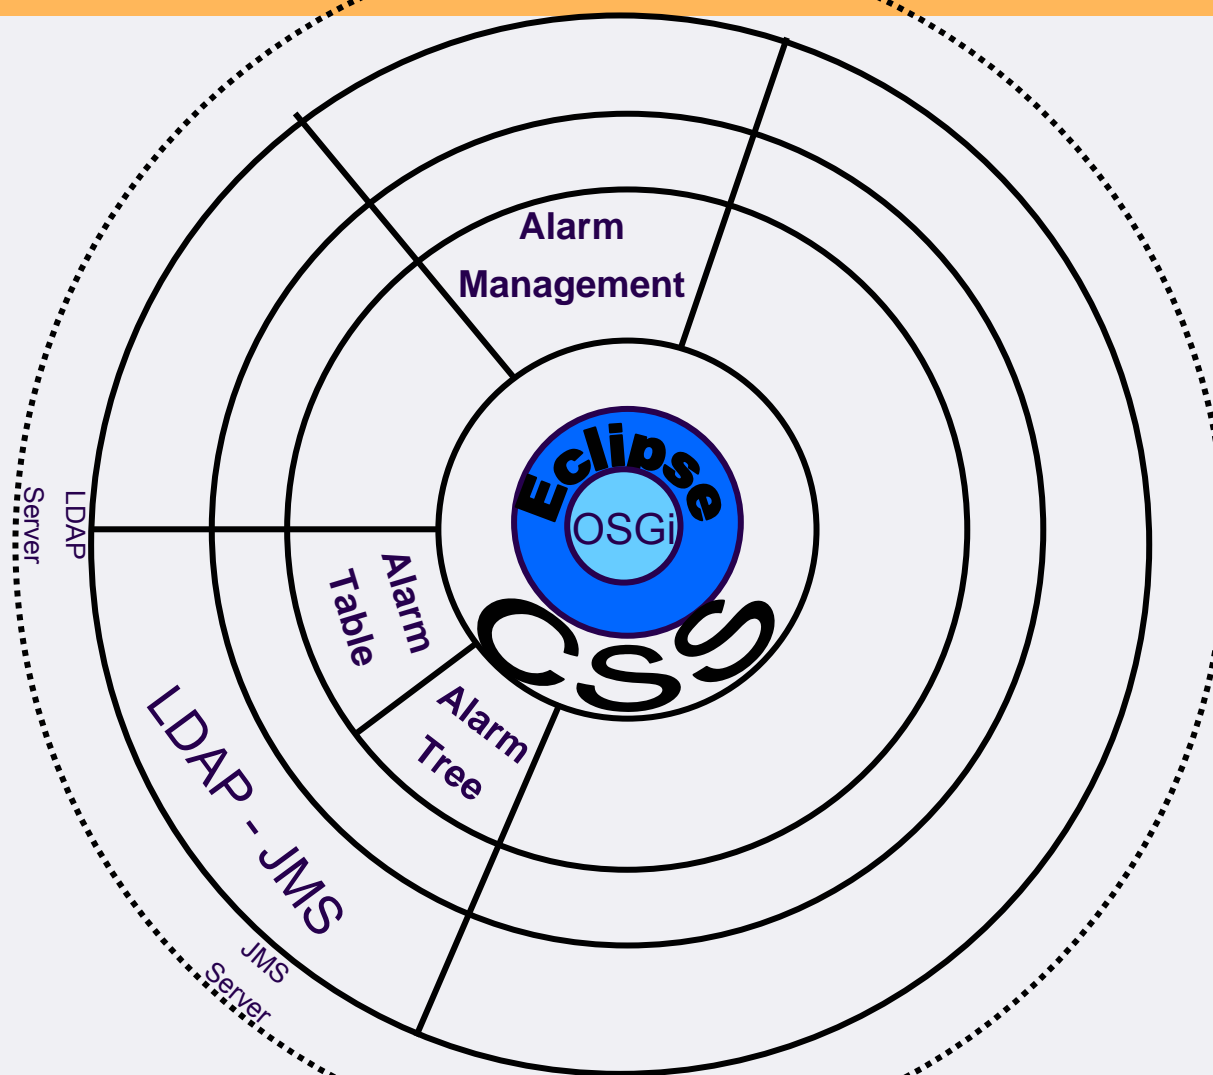 Alarm
Management
Eclipse
OSGi
CSS
LDAP
Server
Alarm
Table
Alarm
Tree
LDAP - JMS
JMS
Server